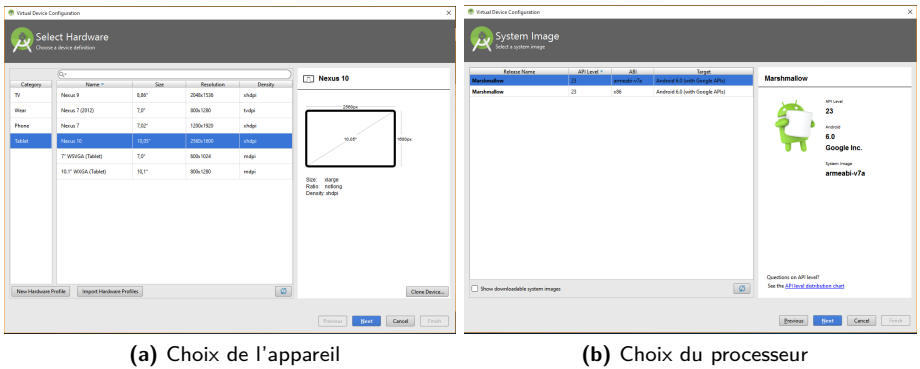 Virtual Device Configuration
Select Hardware
Choose a device definition
Category Name Size Resolution Density
TV Nexus 9 8,86" 2048x1536 xhdpi
Wear Nexus 7 (2012) 7,0" 800x1280 tvdpi
Phone Nexus 7 7,02" 1200x1920 xhdpi
Tablet Nexus 10 10,05" 2560x1600 xhdpi
7" WSVGA (Tablet) 7,0" 800x1024 mdpi
10.1" WXGA (Tablet) 10,1" 800x1280 mdpi
New Hardware Profile Import Hardware Profiles
Nexus 10
2560px
10,05"
1600px
Size: xlarge
Ratio: notlong
Density: xhdpi
Clone Device...
Previous Next Cancel Finish
(a) Choix de l'appareil
Virtual Device Configuration
System Image
Select a system image
Release Name API Level ABI Target
Marshmallow 23 armeabi-v7a Android 6.0 (with Google APIs)
Marshmallow 23 x86 Android 6.0 (with Google APIs)
Show downloadable system images
Marshmallow
API Level
23
Android
6.0
Google Inc.
System Image
armeabi-v7a
Questions on API level?
See the API level distribution chart
Previous Next Cancel Finish
(b) Choix du processeur